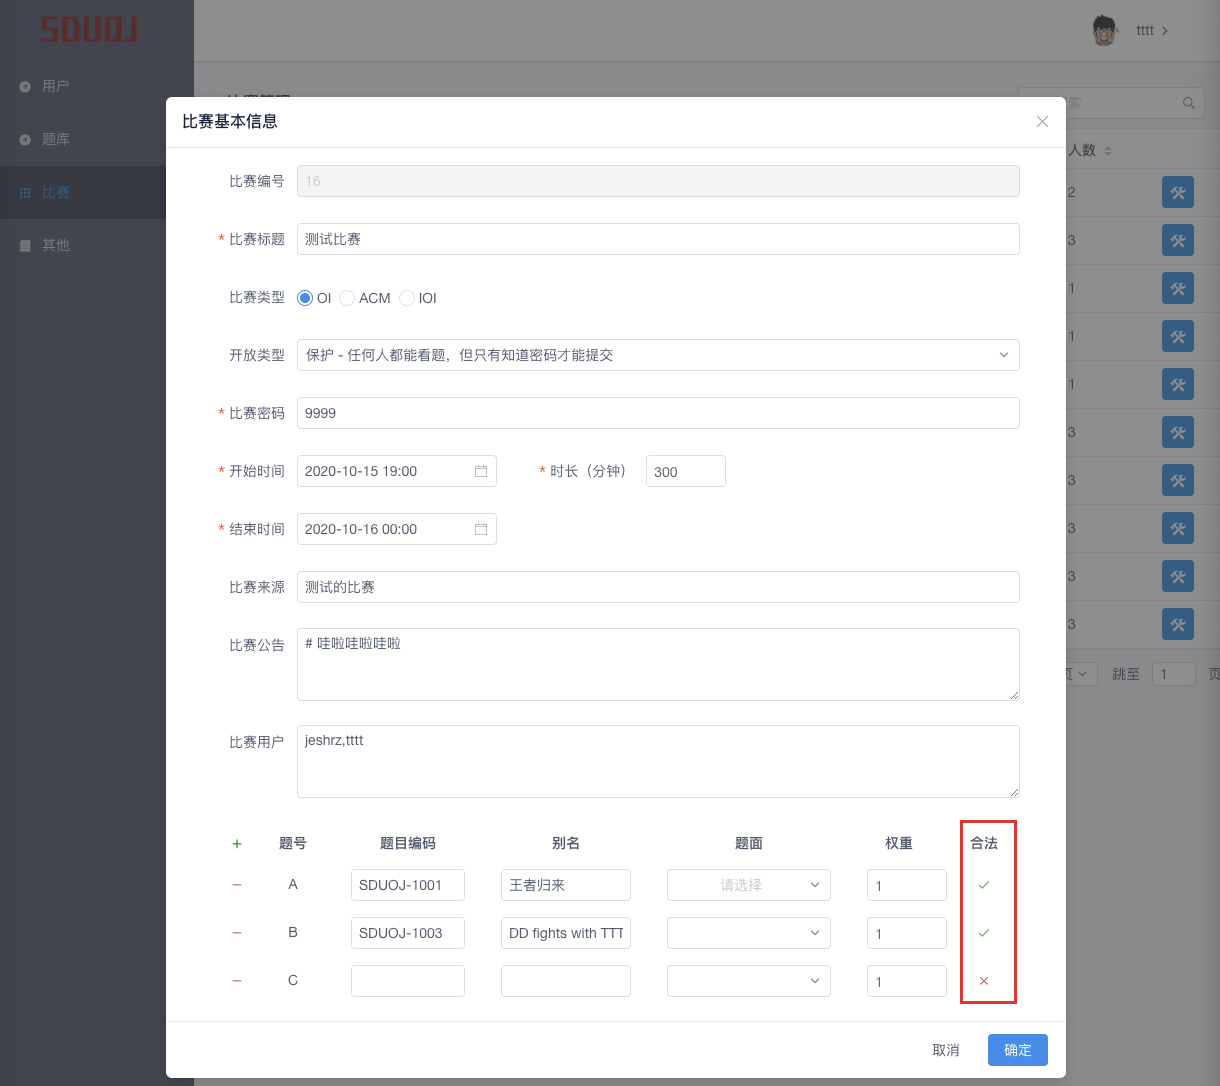 SDUOJ
tttt
用户
题库
比赛
其他
人数
2
3
1
1
1
3
3
3
3
3
跳至 1 页
比赛基本信息
比赛编号 16
* 比赛标题 测试比赛
比赛类型 OI ACM IOI
开放类型 保护 - 任何人都能看题，但只有知道密码才能提交
* 比赛密码 9999
* 开始时间 2020-10-15 19:00 * 时长（分钟） 300
* 结束时间 2020-10-16 00:00
比赛来源 测试的比赛
比赛公告 # 哇啦哇啦哇啦
比赛用户 jeshrz,tttt
+ 题号 题目编码 别名 题面 权重 合法
− A SDUOJ-1001 王者归来 请选择 1
− B SDUOJ-1003 DD fights with TTT 1
− C 1
取消 确定